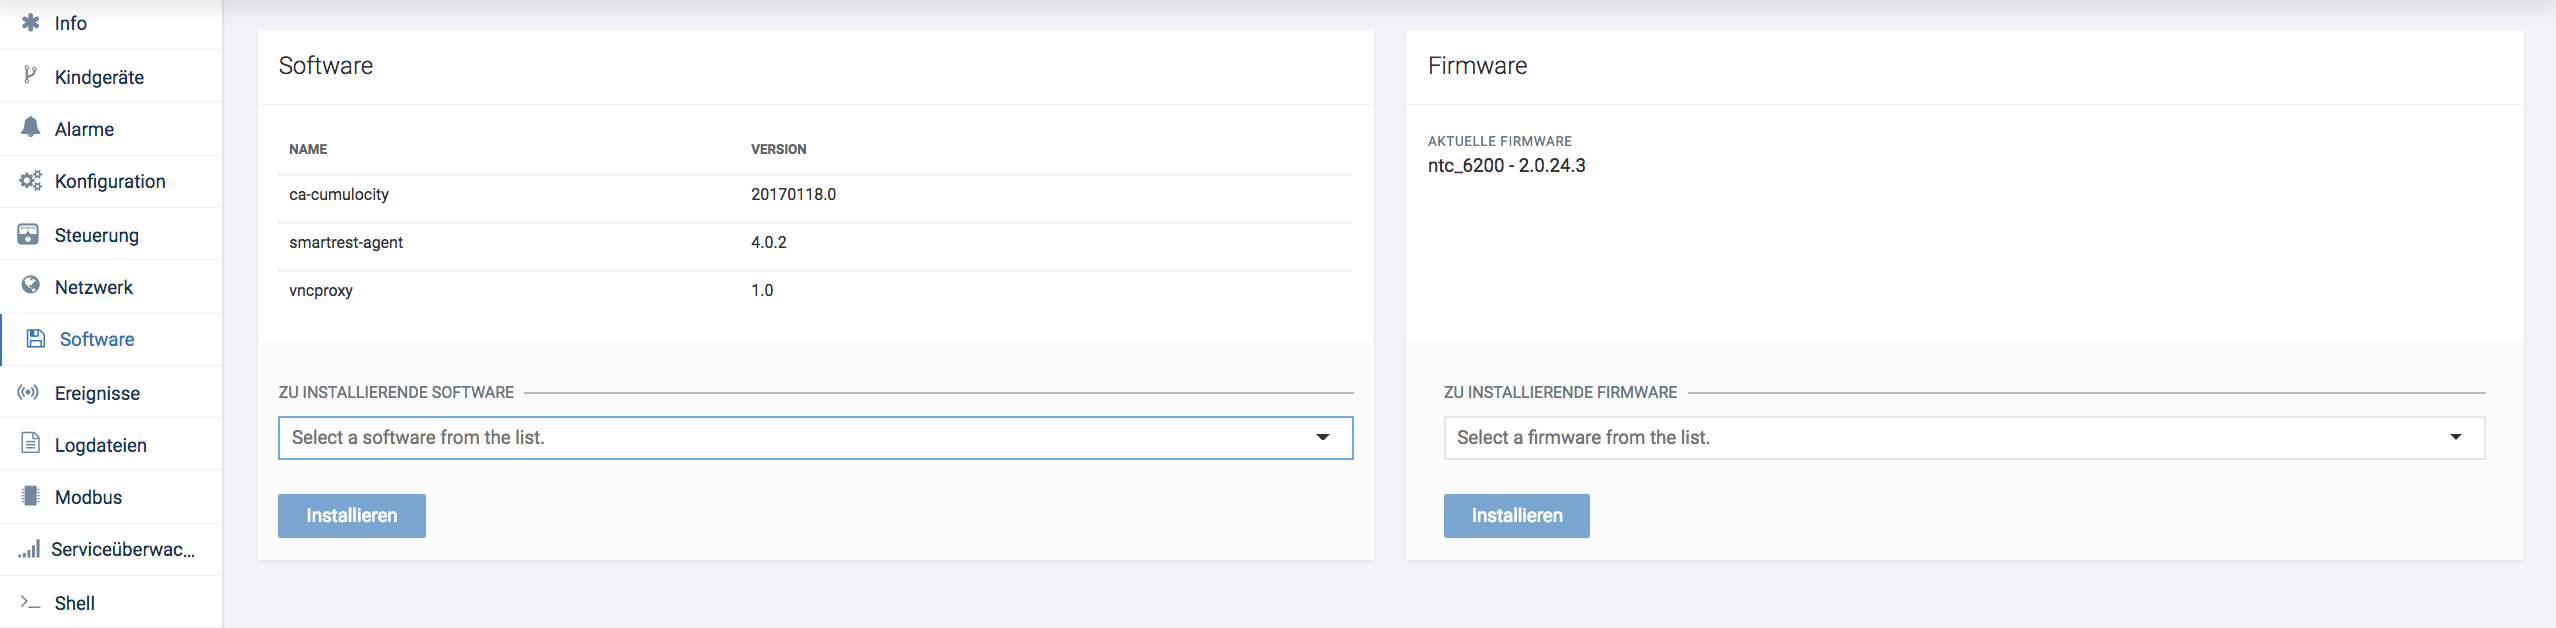 Info
Kindgeräte
Alarme
Konfiguration
Steuerung
Netzwerk
Software
Ereignisse
Logdateien
Modbus
Serviceüberwac...
Shell
Software
NAME VERSION
ca-cumulocity 20170118.0
smartrest-agent 4.0.2
vncproxy 1.0
ZU INSTALLIERENDE SOFTWARE
Select a software from the list.
Installieren
Firmware
AKTUELLE FIRMWARE
ntc_6200 - 2.0.24.3
ZU INSTALLIERENDE FIRMWARE
Select a firmware from the list.
Installieren